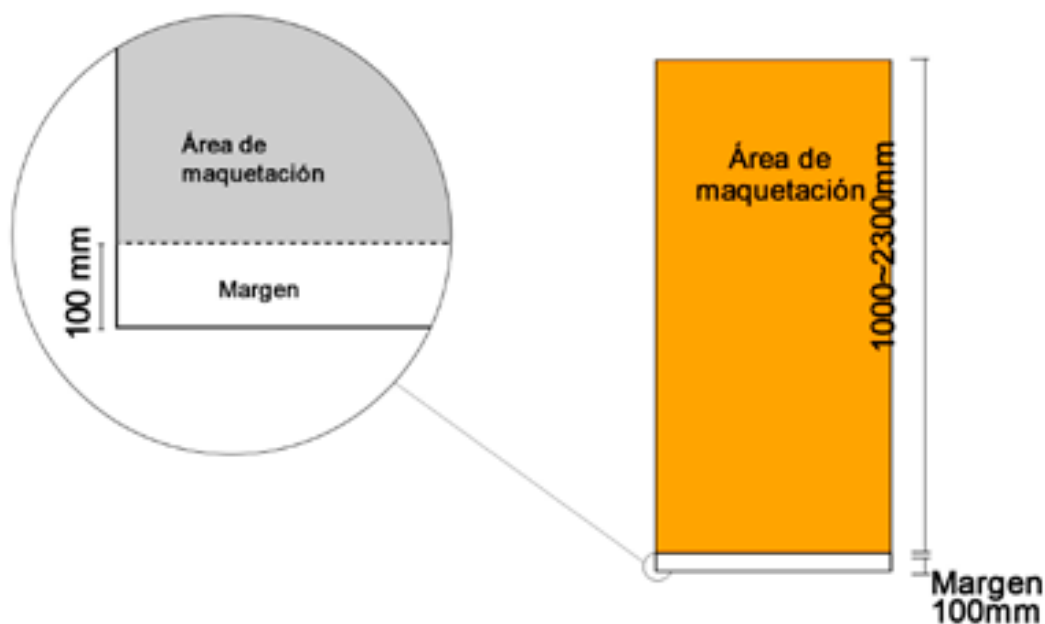 Área de
maquetación
100 mm
Margen
Área de
maquetación
1000~2300mm
Margen
100mm